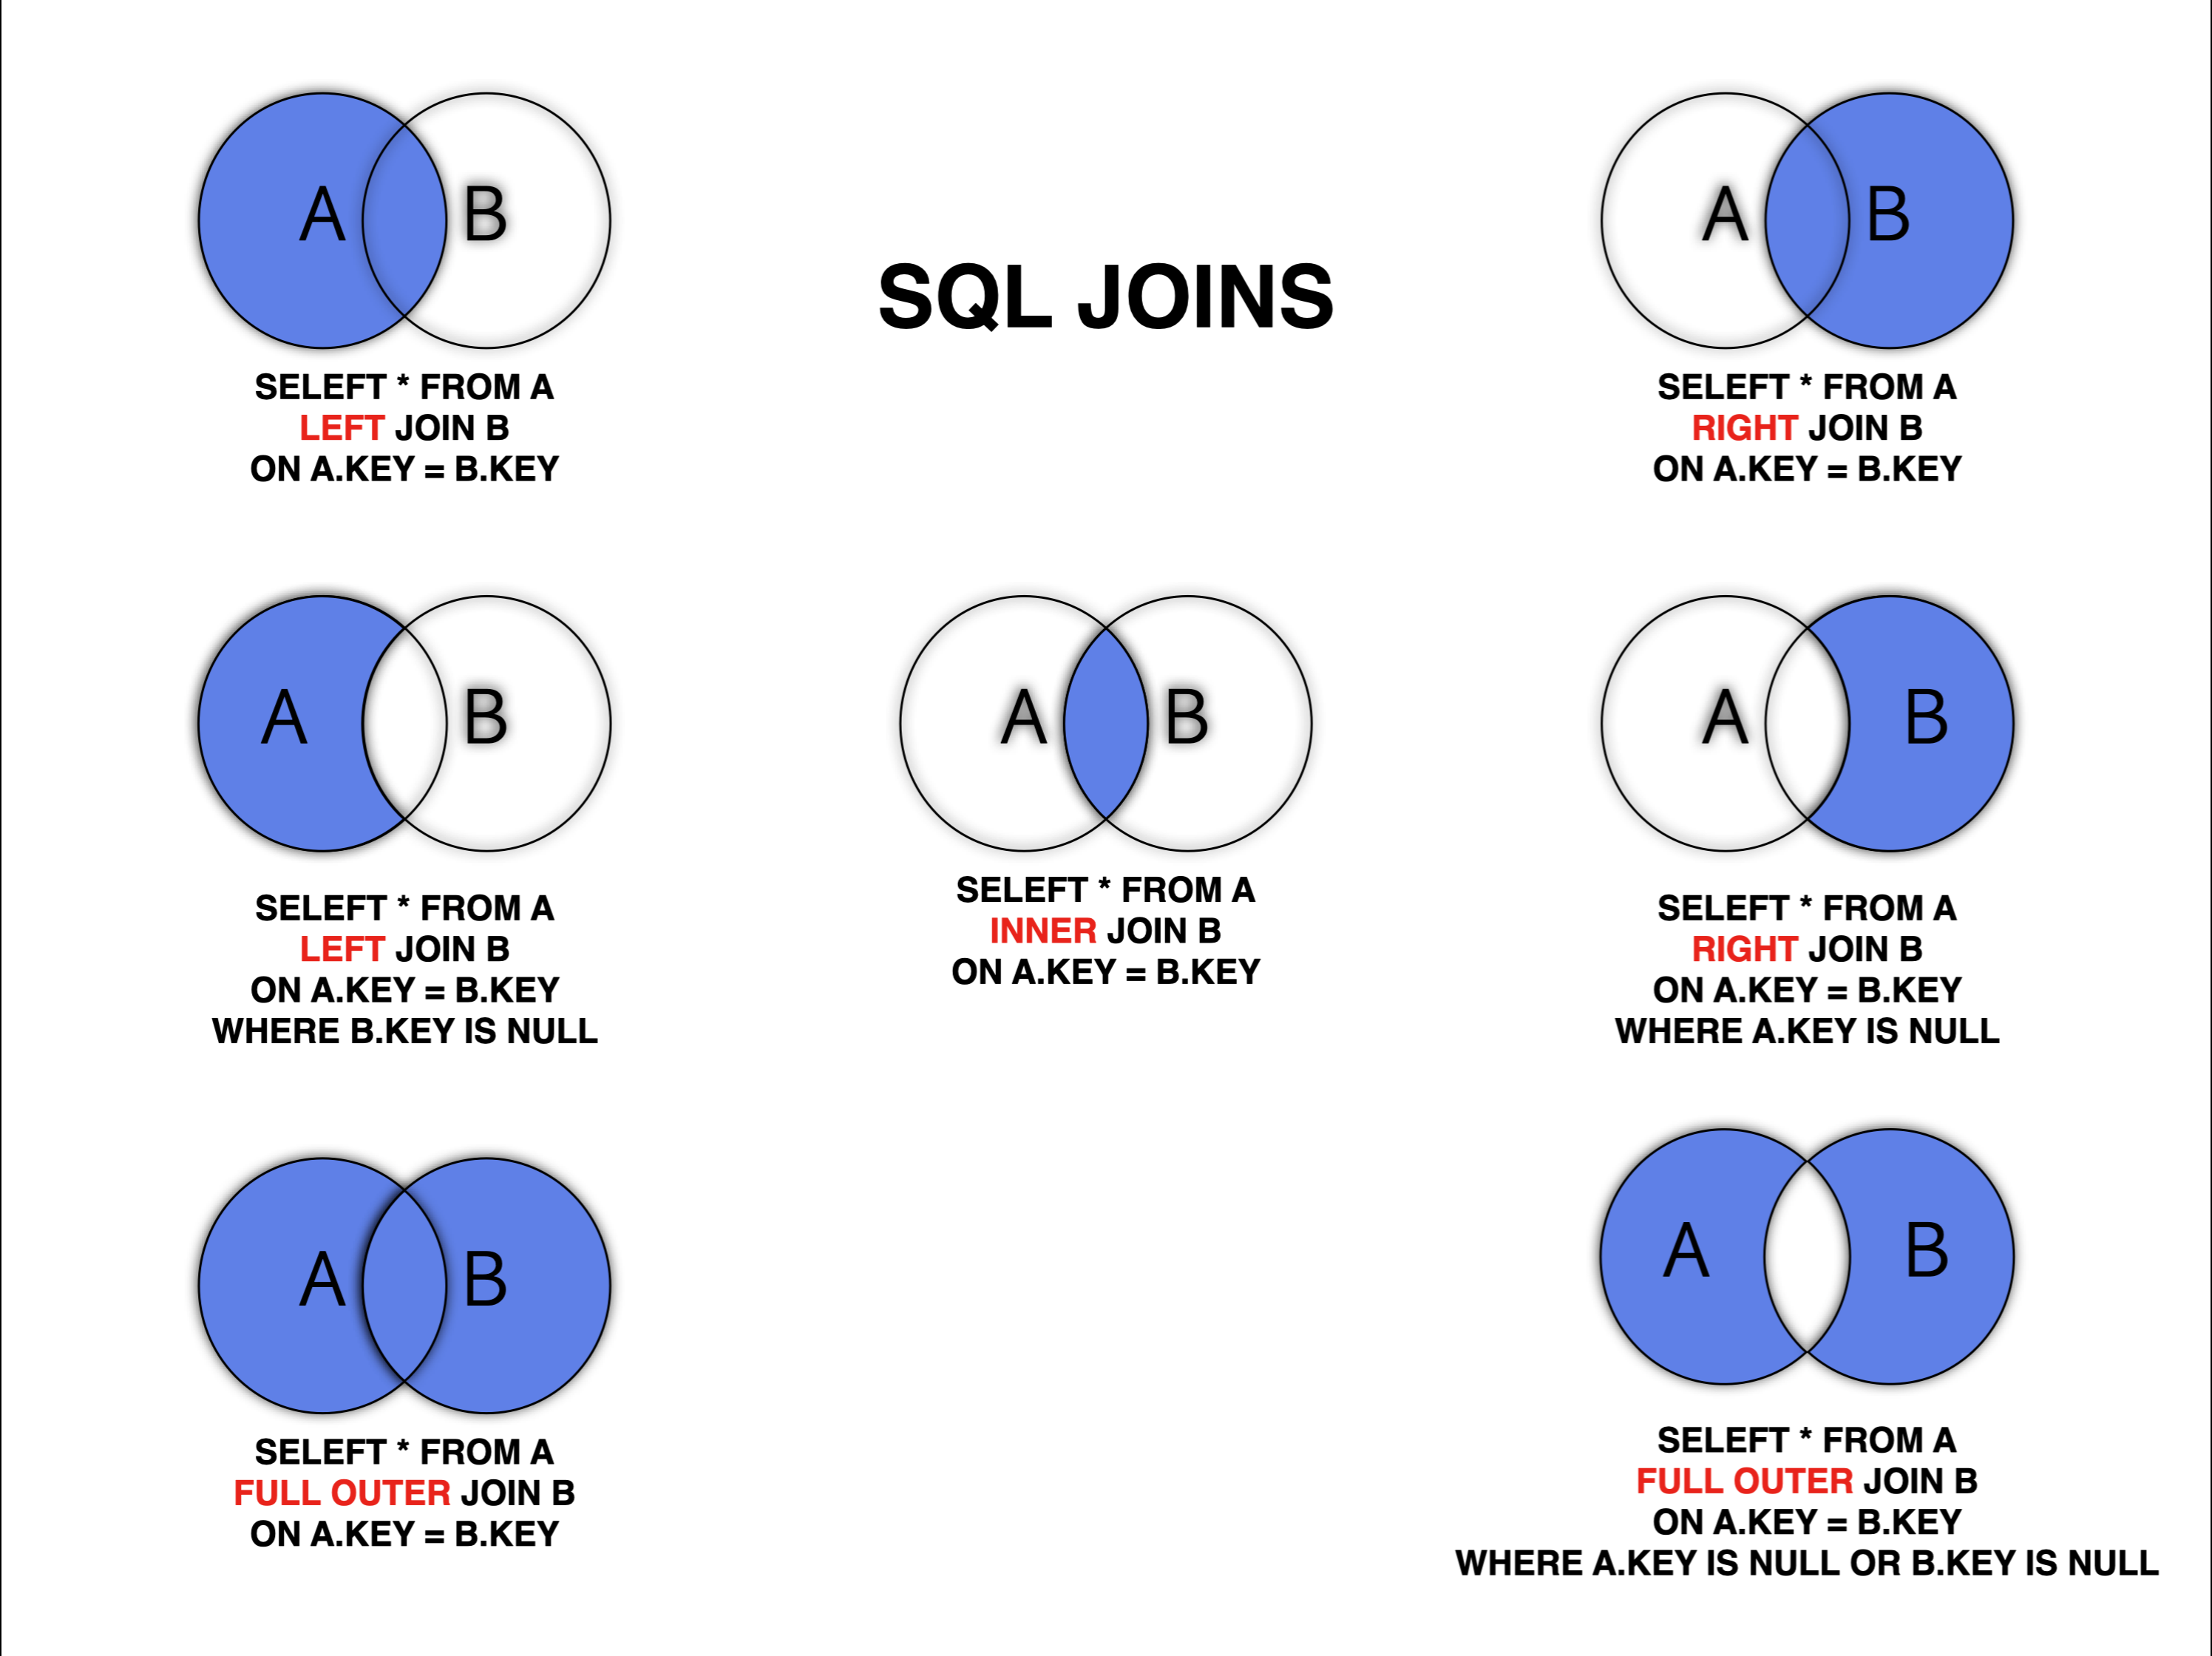 A B
SELEFT * FROM A
LEFT JOIN B
ON A.KEY = B.KEY
SQL JOINS
A B
SELEFT * FROM A
RIGHT JOIN B
ON A.KEY = B.KEY
A B
SELEFT * FROM A
LEFT JOIN B
ON A.KEY = B.KEY
WHERE B.KEY IS NULL
A B
SELEFT * FROM A
INNER JOIN B
ON A.KEY = B.KEY
A B
SELEFT * FROM A
RIGHT JOIN B
ON A.KEY = B.KEY
WHERE A.KEY IS NULL
A B
SELEFT * FROM A
FULL OUTER JOIN B
ON A.KEY = B.KEY
A B
SELEFT * FROM A
FULL OUTER JOIN B
ON A.KEY = B.KEY
WHERE A.KEY IS NULL OR B.KEY IS NULL